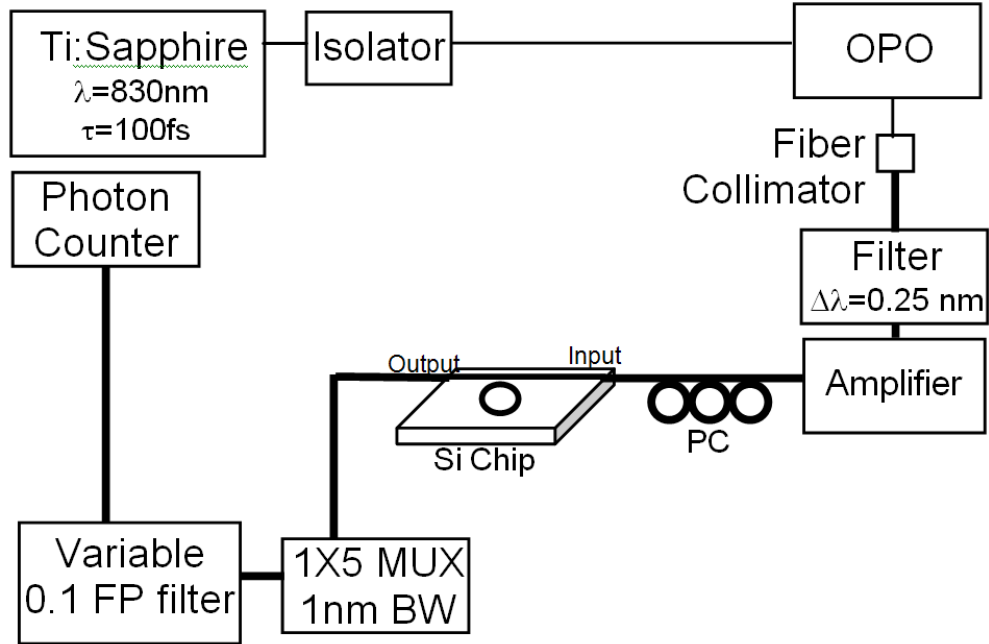 Ti:Sapphire
λ=830nm
τ=100fs
Isolator
OPO
Fiber
Collimator
Photon
Counter
Filter
Δλ=0.25 nm
Output
Input
Amplifier
PC
Si Chip
Variable
0.1 FP filter
1X5 MUX
1nm BW